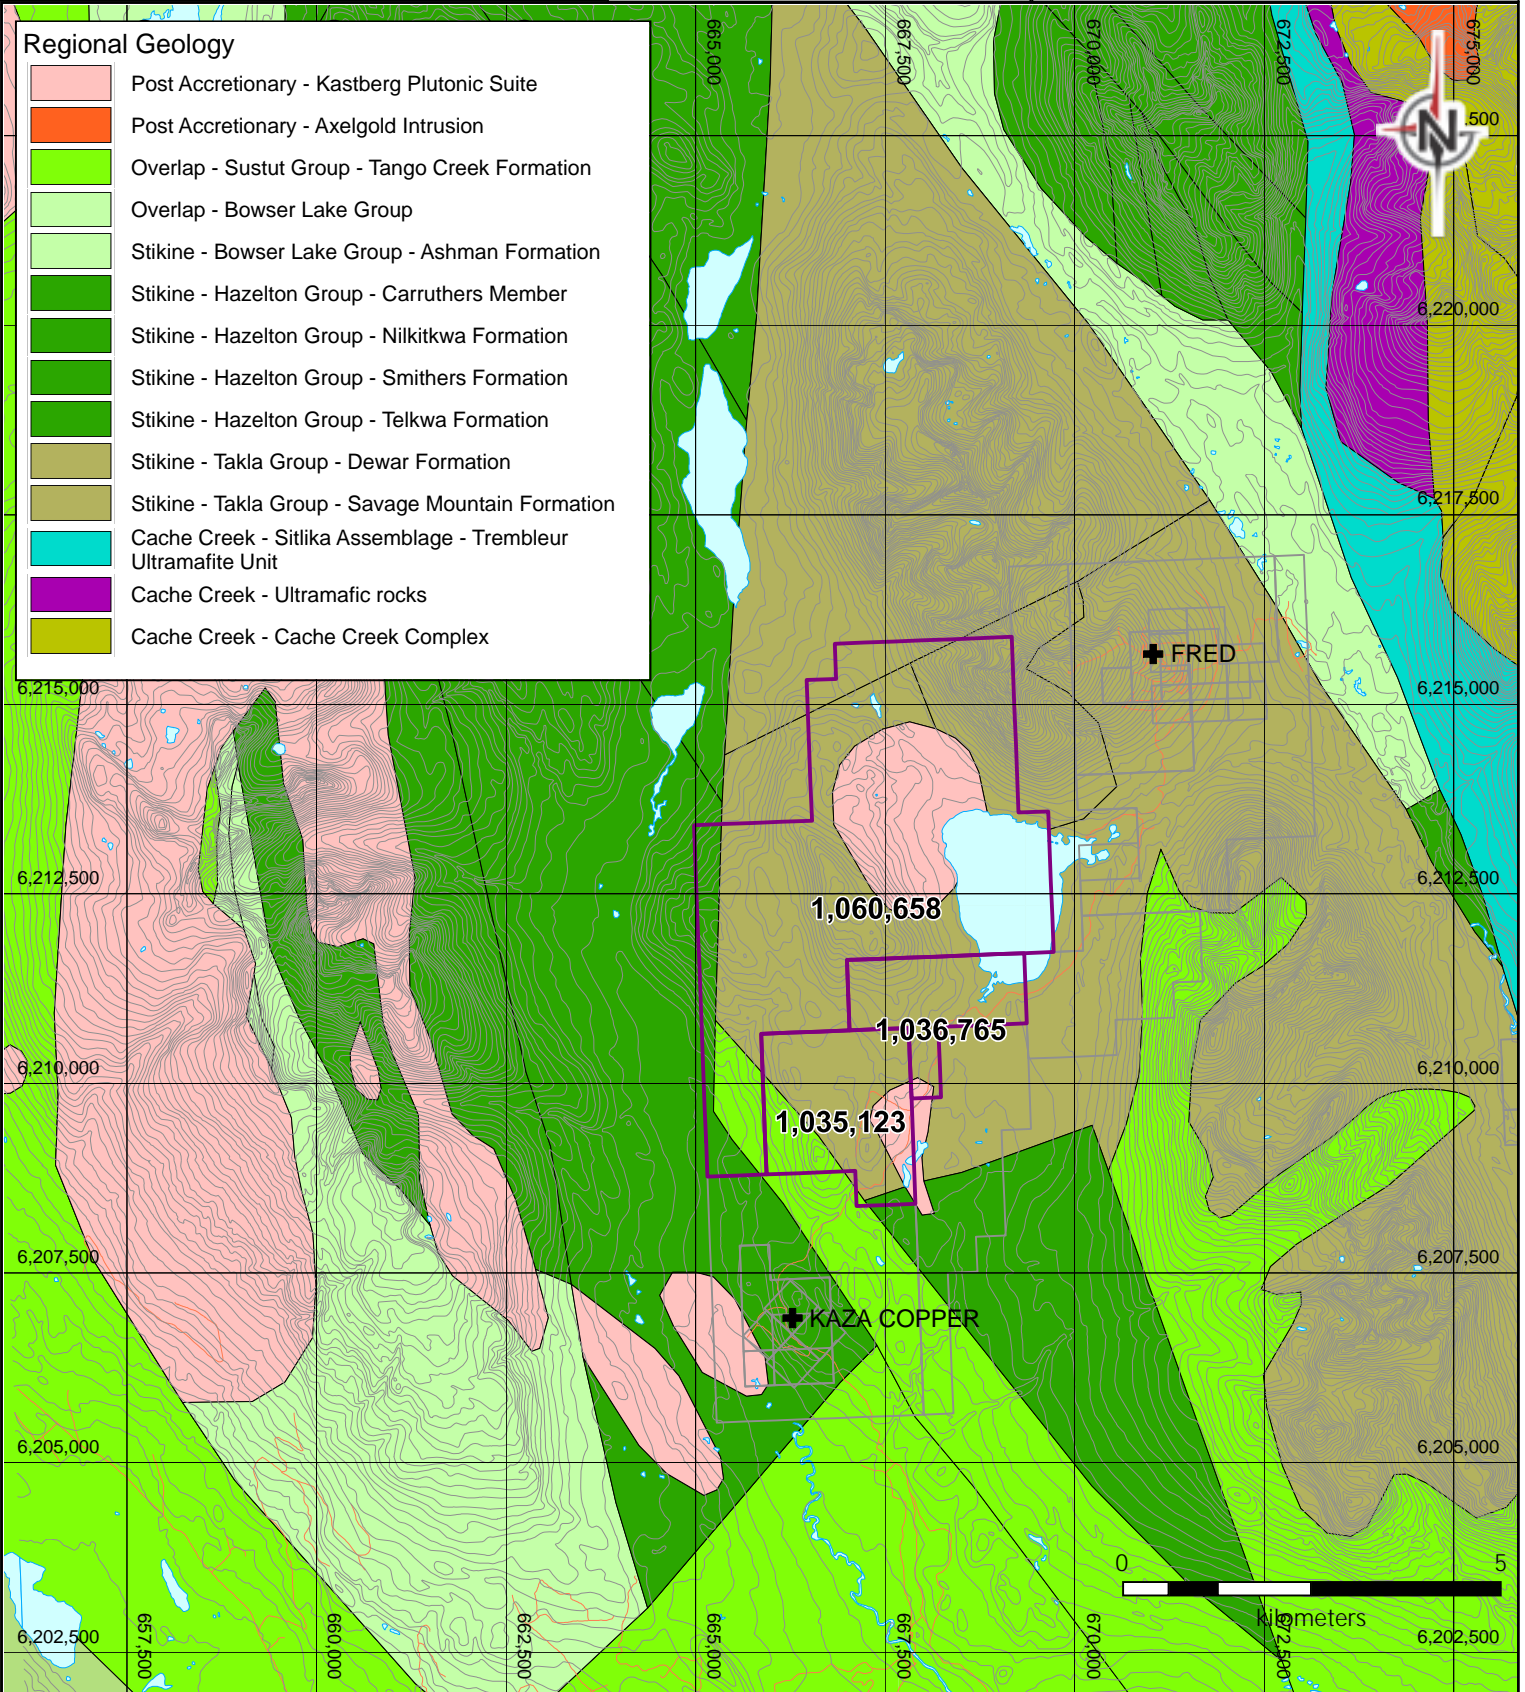 Regional Geology
Post Accretionary - Kastberg Plutonic Suite
Post Accretionary - Axelgold Intrusion
Overlap - Sustut Group - Tango Creek Formation
Overlap - Bowser Lake Group
Stikine - Bowser Lake Group - Ashman Formation
Stikine - Hazelton Group - Carruthers Member
Stikine - Hazelton Group - Nilkitkwa Formation
Stikine - Hazelton Group - Smithers Formation
Stikine - Hazelton Group - Telkwa Formation
Stikine - Takla Group - Dewar Formation
Stikine - Takla Group - Savage Mountain Formation
Cache Creek - Sitlika Assemblage - Trembleur
Ultramafite Unit
Cache Creek - Ultramafic rocks
Cache Creek - Cache Creek Complex
665,000
667,500
670,000
672,500
675,000
N
,500
6,220,000
6,217,500
FRED
6,215,000
6,215,000
6,212,500
6,212,500
1,060,658
1,036,765
6,210,000
6,210,000
1,035,123
6,207,500
6,207,500
KAZA COPPER
6,205,000
6,205,000
0
5
kilometers
6,202,500
6,202,500
657,500
660,000
662,500
665,000
667,500
670,000
672,500